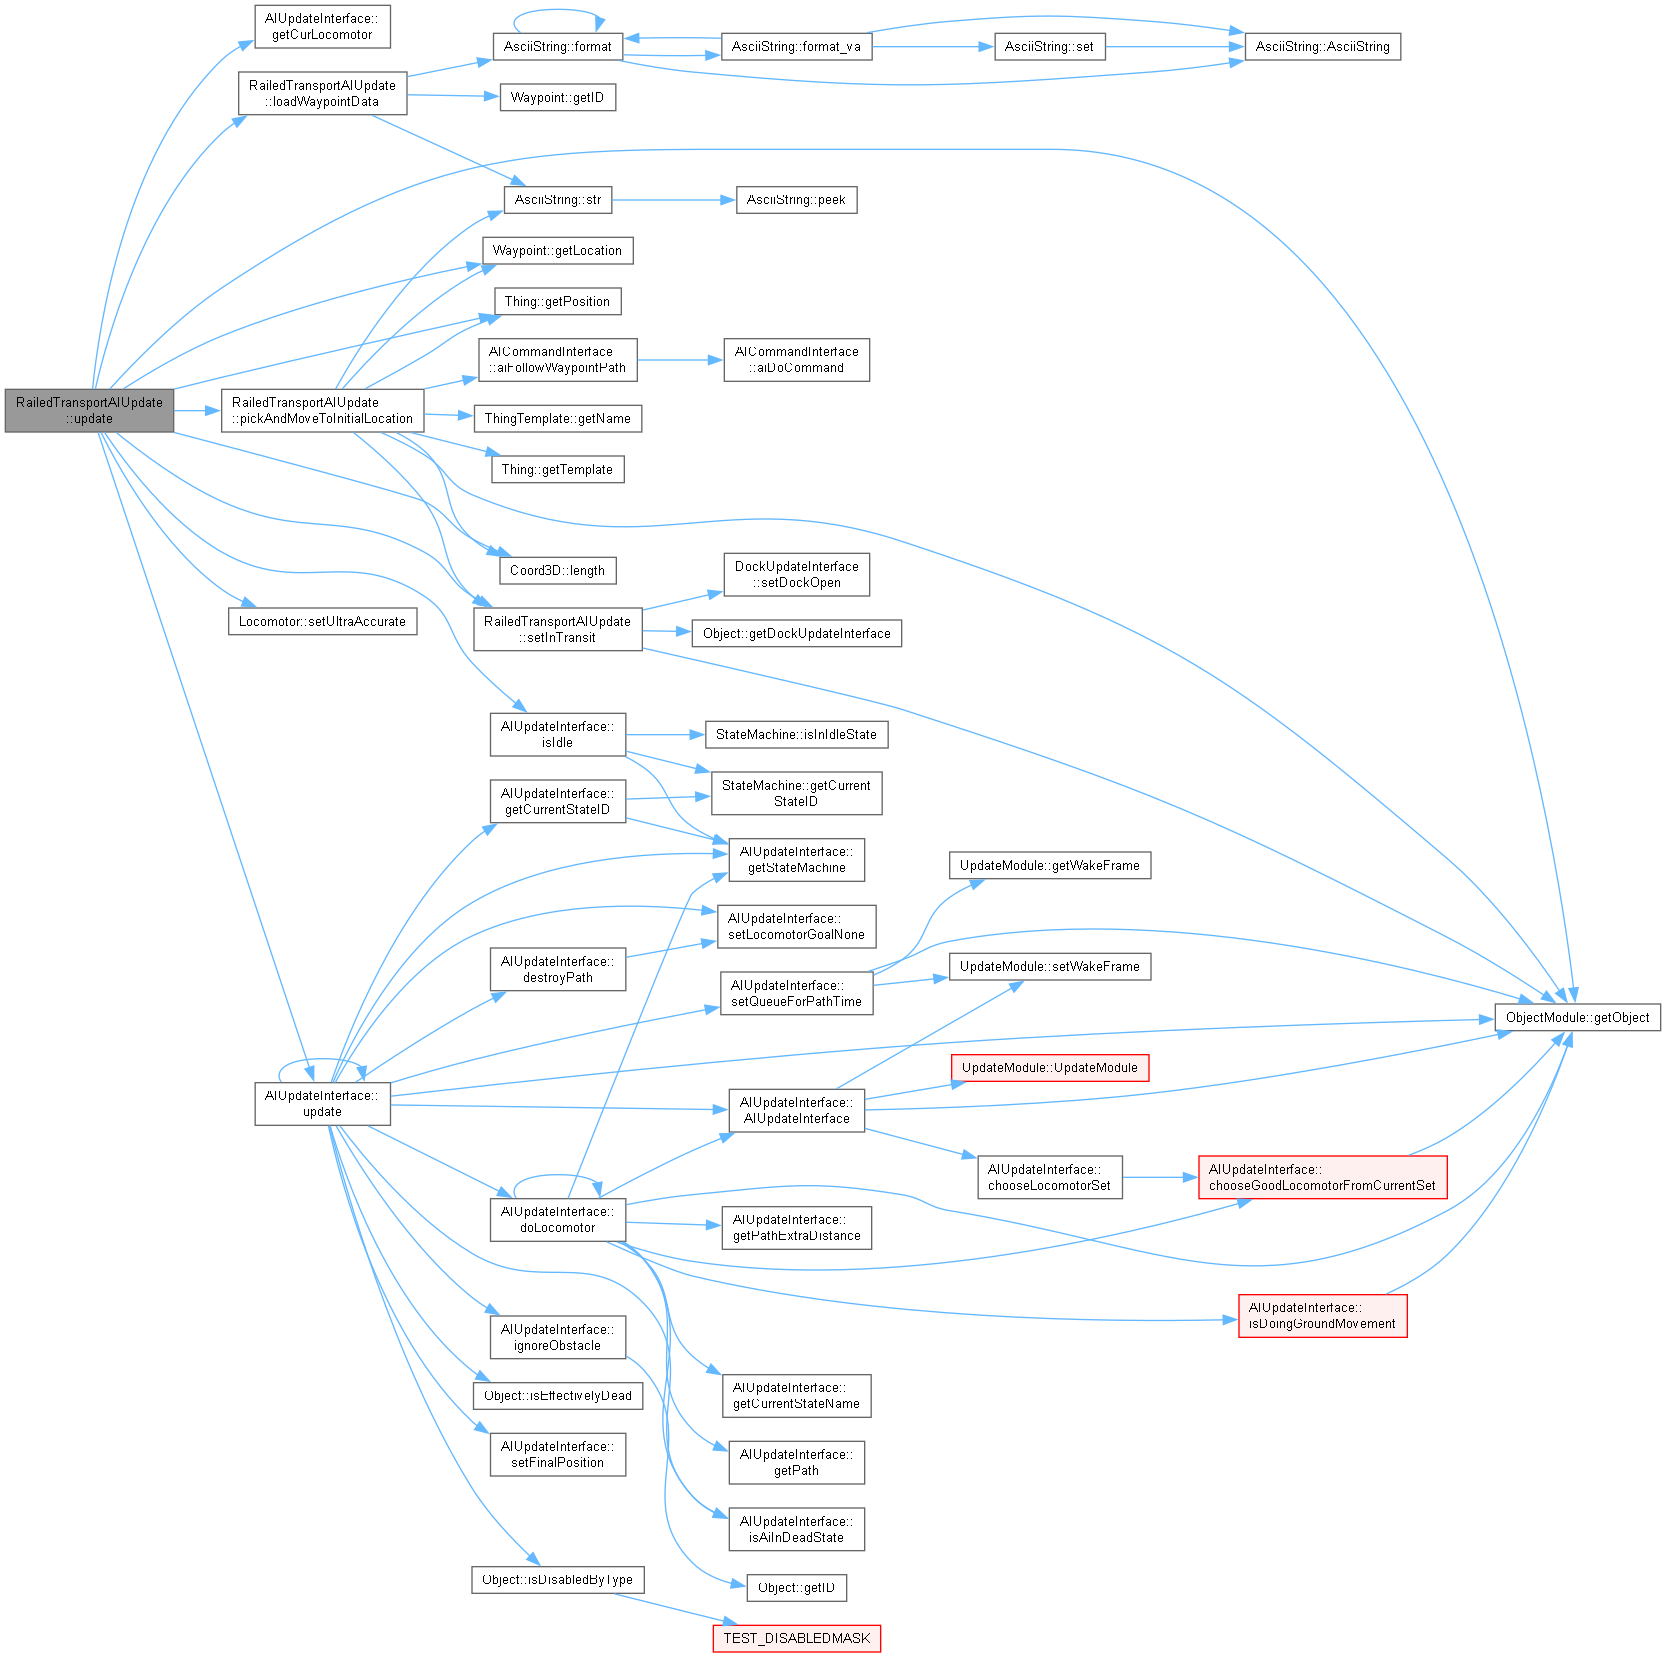 AIUpdateInterface::
getCurLocomotor
AsciiString::format
AsciiString::format_va
AsciiString::set
AsciiString::AsciiString
RailedTransportAIUpdate
::loadWaypointData
Waypoint::getID
AsciiString::str
AsciiString::peek
Waypoint::getLocation
Thing::getPosition
AICommandInterface
::aiFollowWaypointPath
AICommandInterface
::aiDoCommand
RailedTransportAIUpdate
::update
RailedTransportAIUpdate
::pickAndMoveToInitialLocation
ThingTemplate::getName
Thing::getTemplate
Coord3D::length
DockUpdateInterface
::setDockOpen
Locomotor::setUltraAccurate
RailedTransportAIUpdate
::setInTransit
Object::getDockUpdateInterface
AIUpdateInterface::
isIdle
StateMachine::isInIdleState
StateMachine::getCurrent
StateID
AIUpdateInterface::
getCurrentStateID
AIUpdateInterface::
getStateMachine
UpdateModule::getWakeFrame
AIUpdateInterface::
setLocomotorGoalNone
AIUpdateInterface::
destroyPath
UpdateModule::setWakeFrame
AIUpdateInterface::
setQueueForPathTime
ObjectModule::getObject
UpdateModule::UpdateModule
AIUpdateInterface::
update
AIUpdateInterface::
AIUpdateInterface
AIUpdateInterface::
chooseLocomotorSet
AIUpdateInterface::
chooseGoodLocomotorFromCurrentSet
AIUpdateInterface::
doLocomotor
AIUpdateInterface::
getPathExtraDistance
AIUpdateInterface::
isDoingGroundMovement
AIUpdateInterface::
ignoreObstacle
Object::isEffectivelyDead
AIUpdateInterface::
getCurrentStateName
AIUpdateInterface::
setFinalPosition
AIUpdateInterface::
getPath
AIUpdateInterface::
isAiInDeadState
Object::isDisabledByType
Object::getID
TEST_DISABLEDMASK